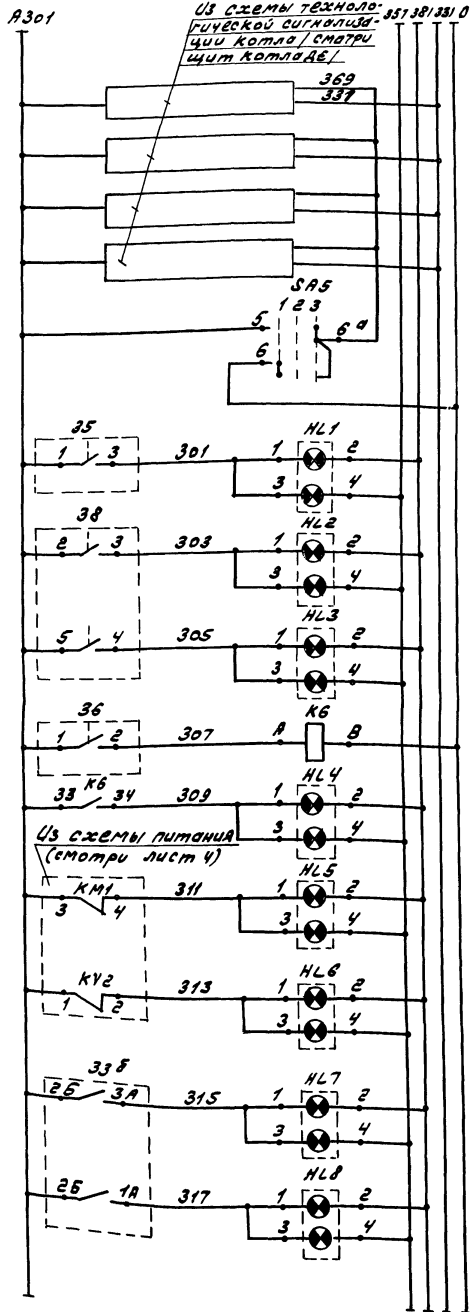 А301
Из схемы техноло-
гической сигнализа-
ции котла /смотри
щит котла ДЕ/
357 381 331 0
369
331
SA5
1 2 3
5 6 а
6
35
1 3 301 1 HL1 2
3 4
38
2 3 303 1 HL2 2
3 4
5 4 305 1 HL3 2
3 4
36
1 2 307 А К6 В
К6
33 34 309 1 HL4 2
3 4
Из схемы питания
(смотри лист 4)
КМ1
3 4 311 1 HL5 2
3 4
KV2
1 2 313 1 HL6 2
3 4
33б
2Б 3А 315 1 HL7 2
3 4
2Б 1А 317 1 HL8 2
3 4